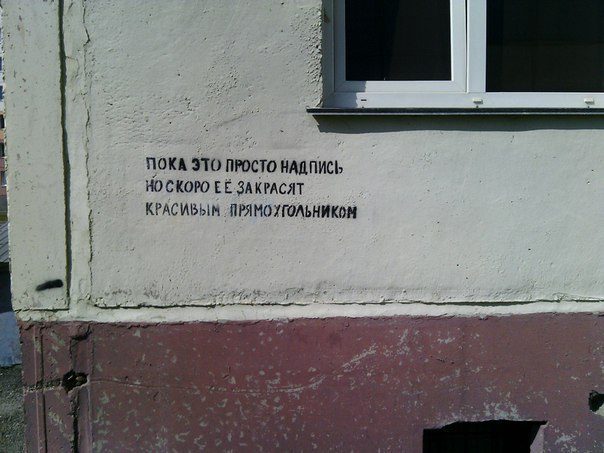 ПОКА ЭТО ПРОСТО НАДПИСЬ
НО СКОРО ЕЁ ЗАКРАСЯТ
КРАСИВЫМ ПРЯМОУГОЛЬНИКОМ